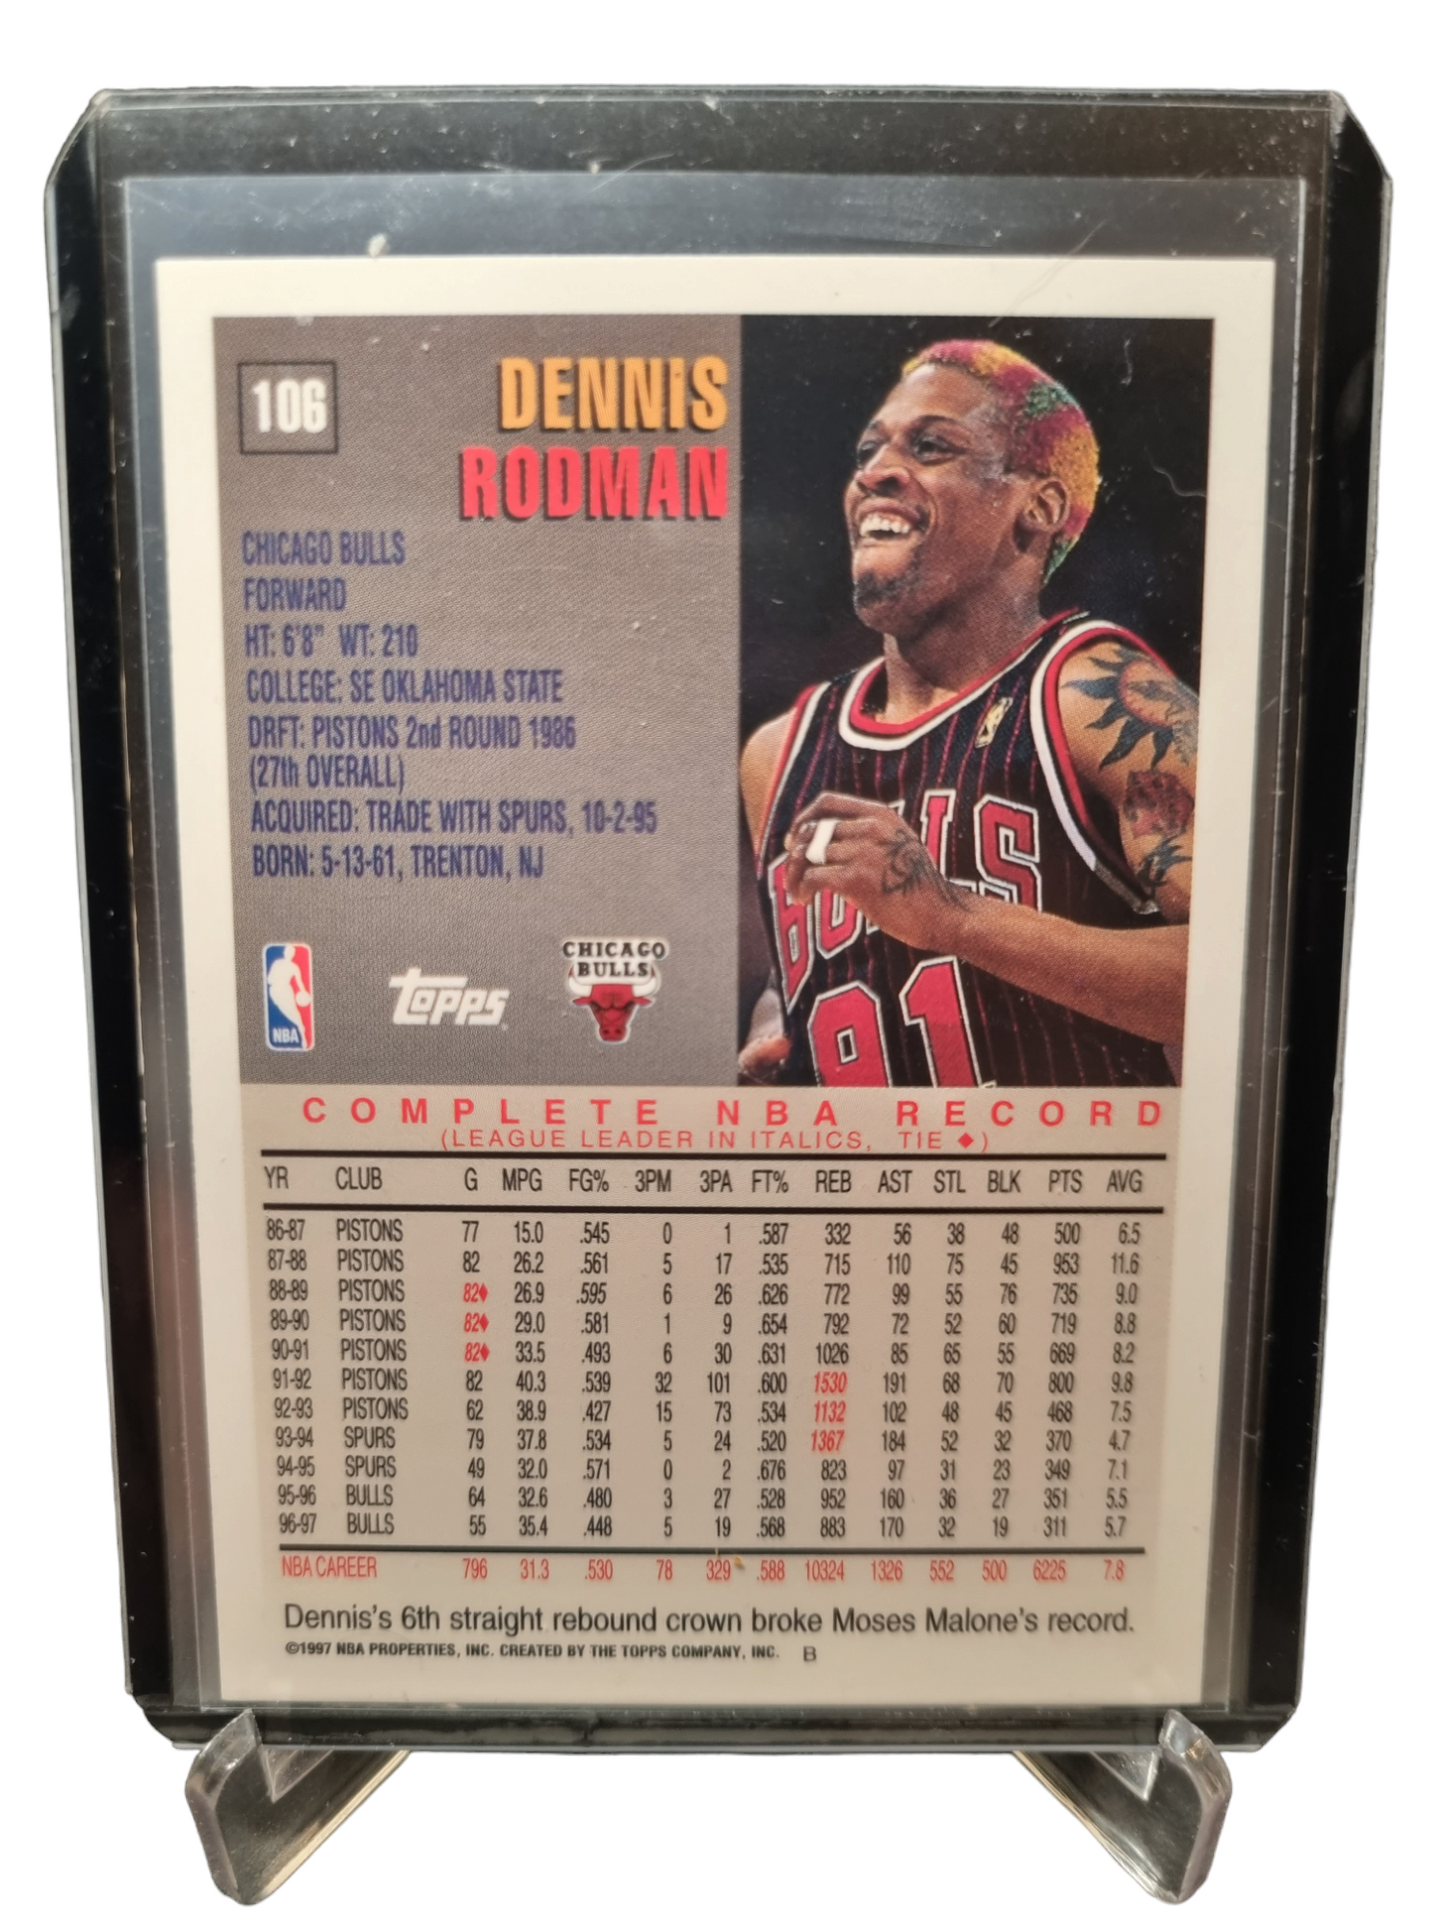 106
DENNIS
RODMAN
CHICAGO BULLS
FORWARD
HT: 6'8" WT: 210
COLLEGE: SE OKLAHOMA STATE
DRFT: PISTONS 2nd ROUND 1986
(27th OVERALL)
ACQUIRED: TRADE WITH SPURS, 10-2-95
BORN: 5-13-61, TRENTON, NJ
NBA
topps
CHICAGO
BULLS
BULLS
91
COMPLETE NBA RECORD
(LEAGUE LEADER IN ITALICS, TIE ♦)
YR CLUB G MPG FG% 3PM 3PA FT% REB AST STL BLK PTS AVG
86-87 PISTONS 77 15.0 .545 0 1 .587 332 56 38 48 500 6.5
87-88 PISTONS 82 26.2 .561 5 17 .535 715 110 75 45 953 11.6
88-89 PISTONS 82♦ 26.9 .595 6 26 .626 772 99 55 76 735 9.0
89-90 PISTONS 82♦ 29.0 .581 1 9 .654 792 72 52 60 719 8.8
90-91 PISTONS 82♦ 33.5 .493 6 30 .631 1026 85 65 55 669 8.2
91-92 PISTONS 82 40.3 .539 32 101 .600 1530 191 68 70 800 9.8
92-93 PISTONS 62 38.9 .427 15 73 .534 1132 102 48 45 468 7.5
93-94 SPURS 79 37.8 .534 5 24 .520 1367 184 52 32 370 4.7
94-95 SPURS 49 32.0 .571 0 2 .676 823 97 31 23 349 7.1
95-96 BULLS 64 32.6 .480 3 27 .528 952 160 36 27 351 5.5
96-97 BULLS 55 35.4 .448 5 19 .568 883 170 32 19 311 5.7
NBA CAREER 796 31.3 .530 78 329 .588 10324 1326 552 500 6225 7.8
Dennis's 6th straight rebound crown broke Moses Malone's record.
©1997 NBA PROPERTIES, INC. CREATED BY THE TOPPS COMPANY, INC. B